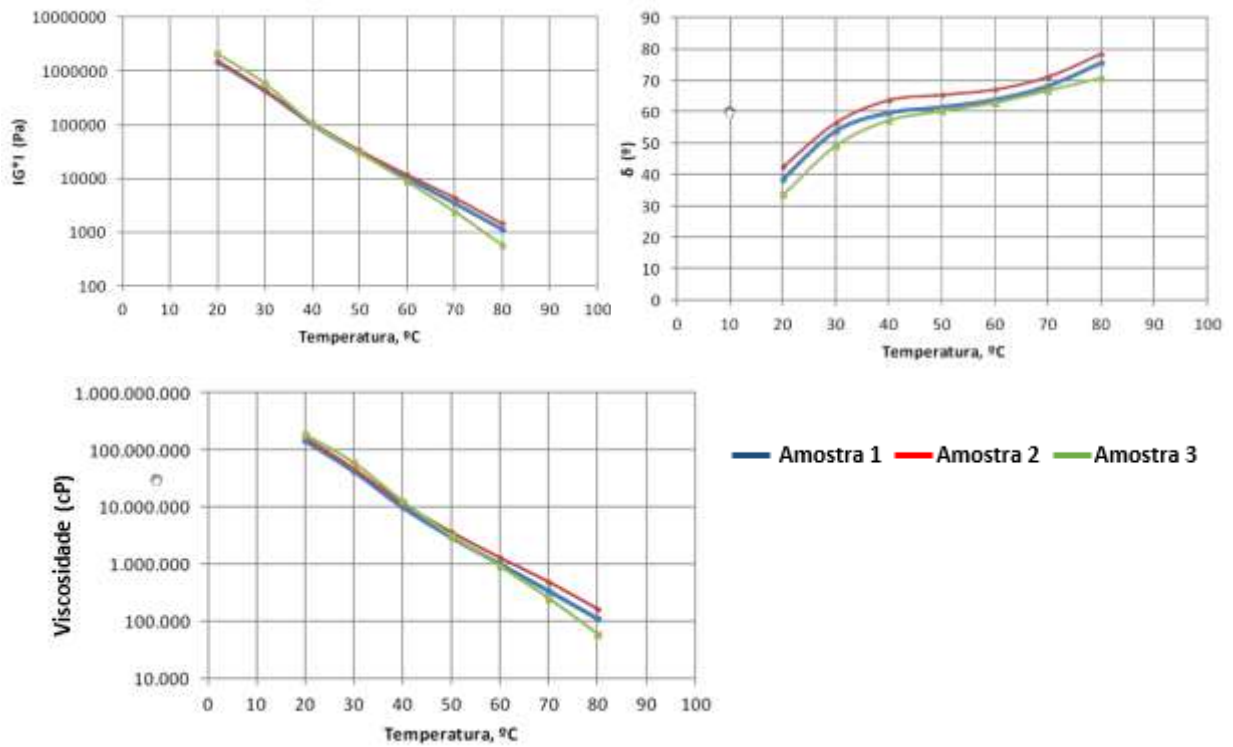 10000000
1000000
100000
10000
1000
100
IG*I (Pa)
0 10 20 30 40 50 60 70 80 90 100
Temperatura, ºC
90
80
70
60
50
40
30
20
10
0
δ (º)
0 10 20 30 40 50 60 70 80 90 100
Temperatura, ºC
1.000.000.000
100.000.000
10.000.000
1.000.000
100.000
10.000
Viscosidade (cP)
0 10 20 30 40 50 60 70 80 90 100
Temperatura, ºC
Amostra 1 Amostra 2 Amostra 3